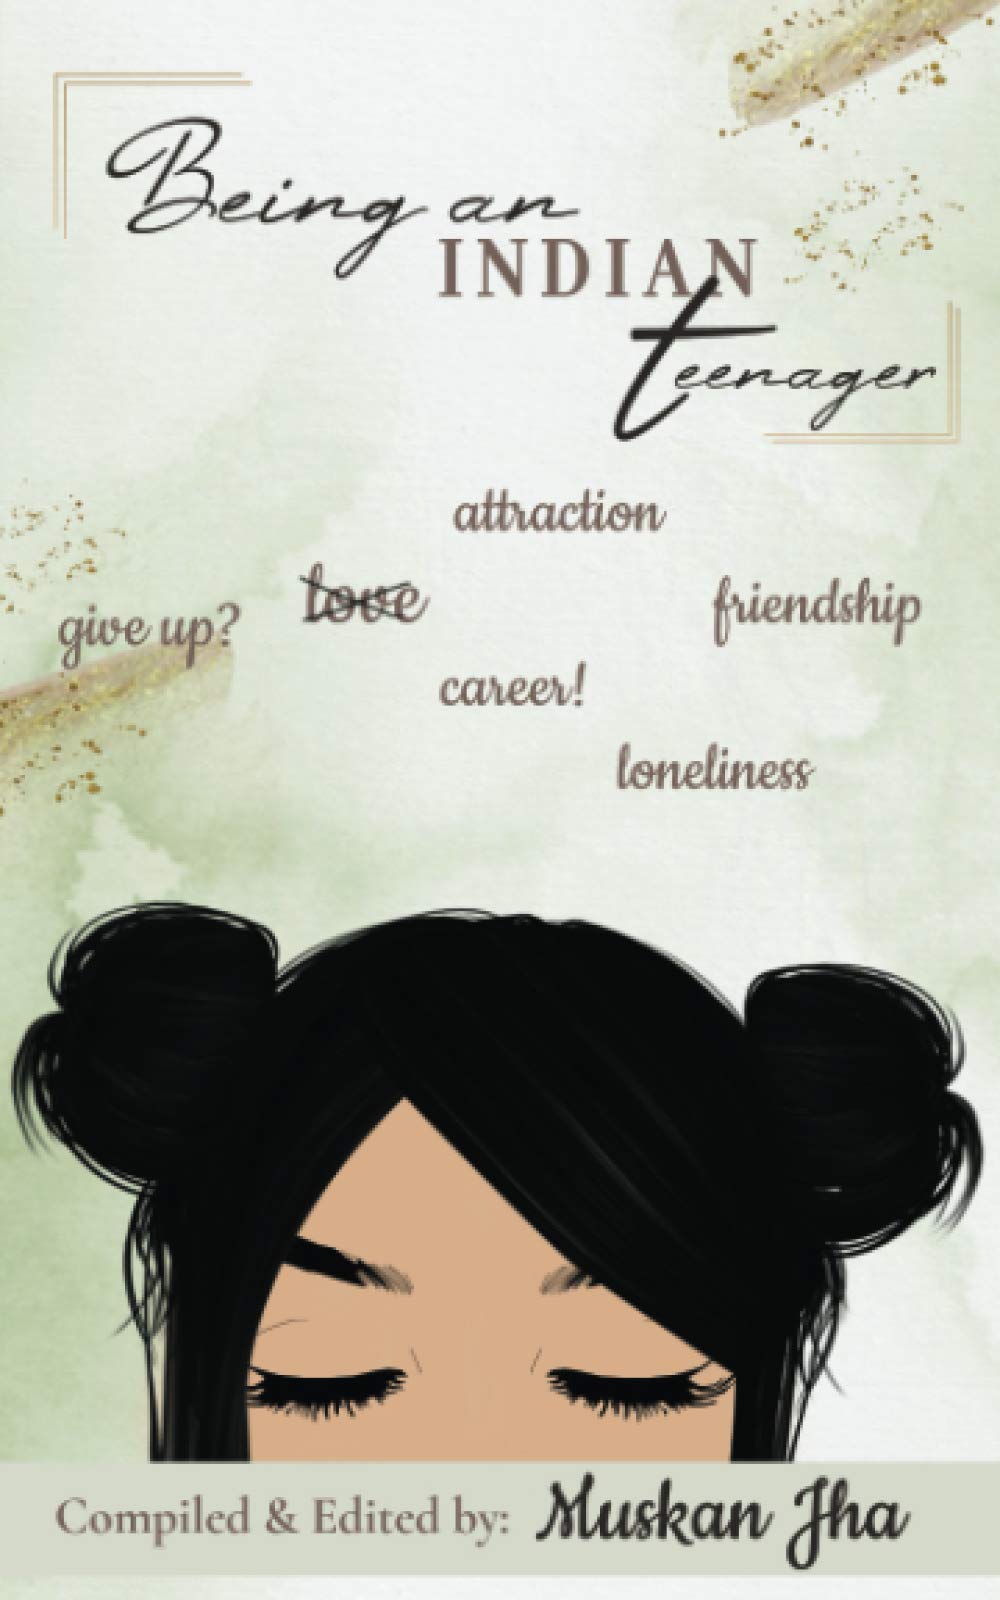 Being an
INDIAN
teenager
attraction
love
friendship
give up?
career!
loneliness
Compiled & Edited by: Muskan Jha